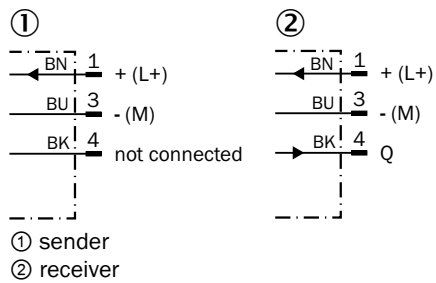 ① ②
BN 1 + (L+) BN 1 + (L+)
BU 3 - (M) BU 3 - (M)
BK 4 not connected BK 4 Q
① sender
② receiver